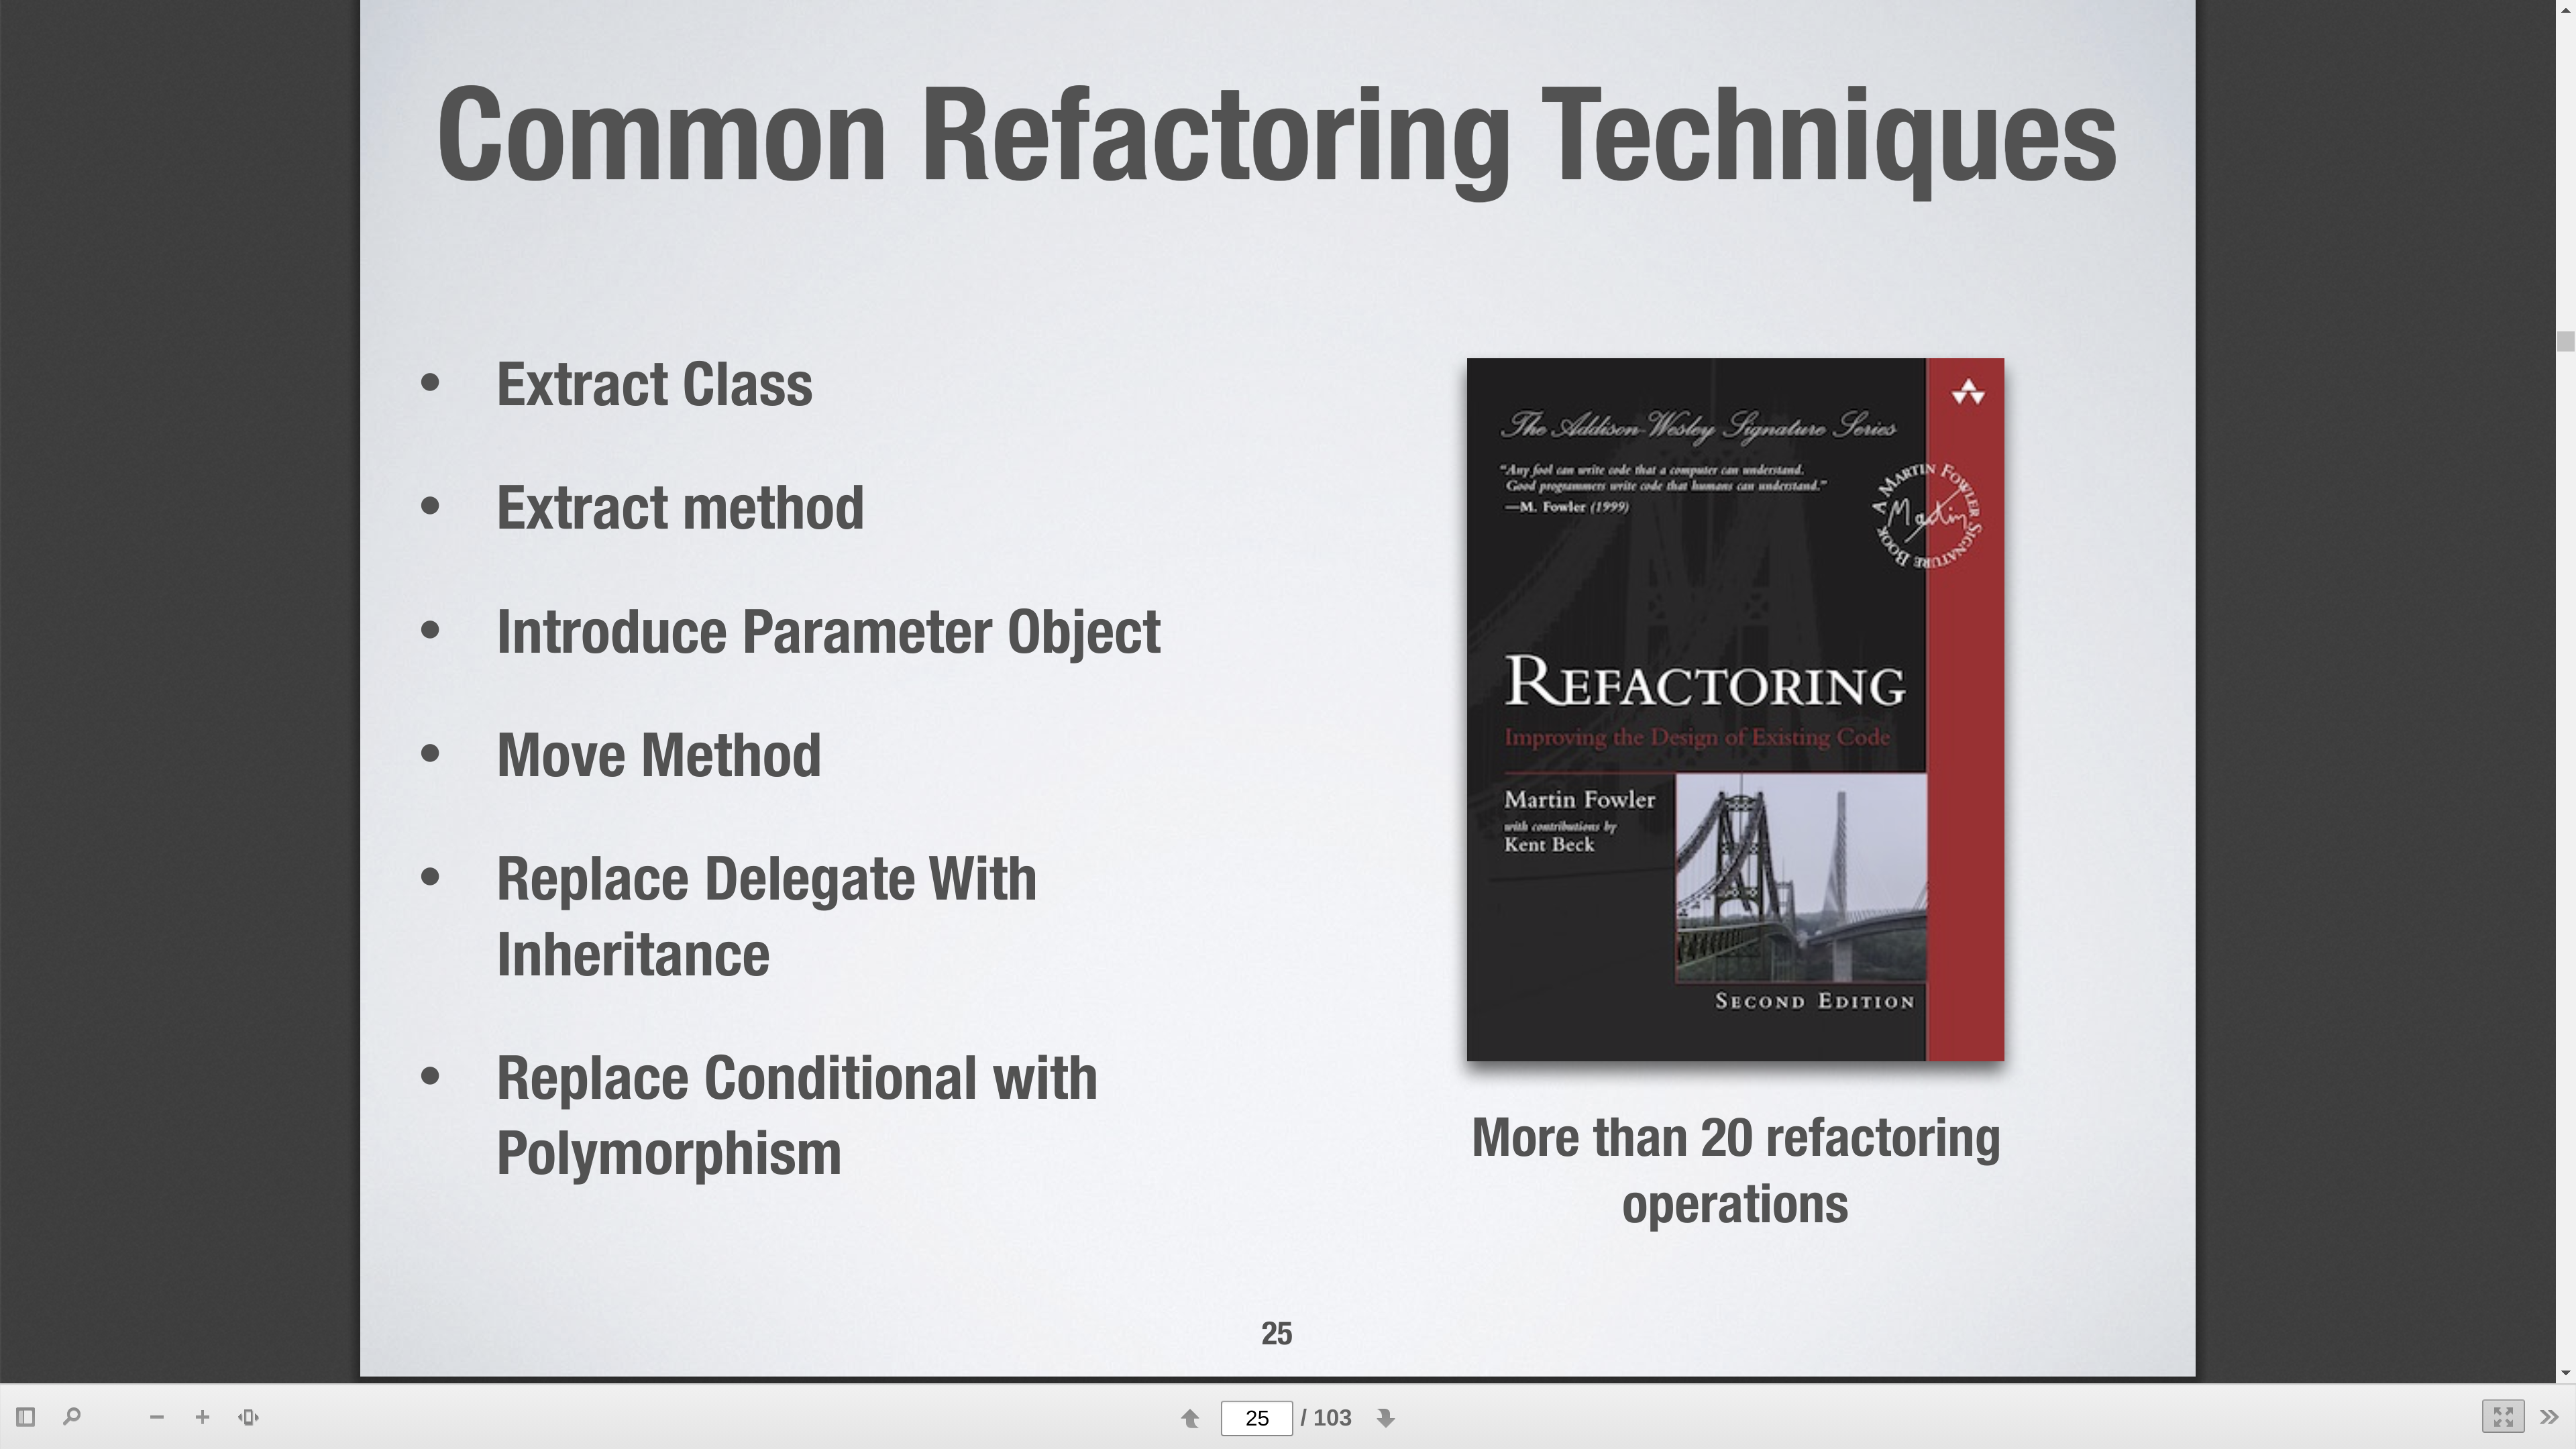 Common Refactoring Techniques
• Extract Class
• Extract method
• Introduce Parameter Object
• Move Method
• Replace Delegate With
Inheritance
• Replace Conditional with
Polymorphism
The Addison-Wesley Signature Series
"Any fool can write code that a computer can understand.
Good programmers write code that humans can understand."
—M. Fowler (1999)
A MARTIN FOWLER SIGNATURE BOOK
Martin
REFACTORING
Improving the Design of Existing Code
Martin Fowler
with contributions by
Kent Beck
SECOND EDITION
More than 20 refactoring
operations
25
25 / 103